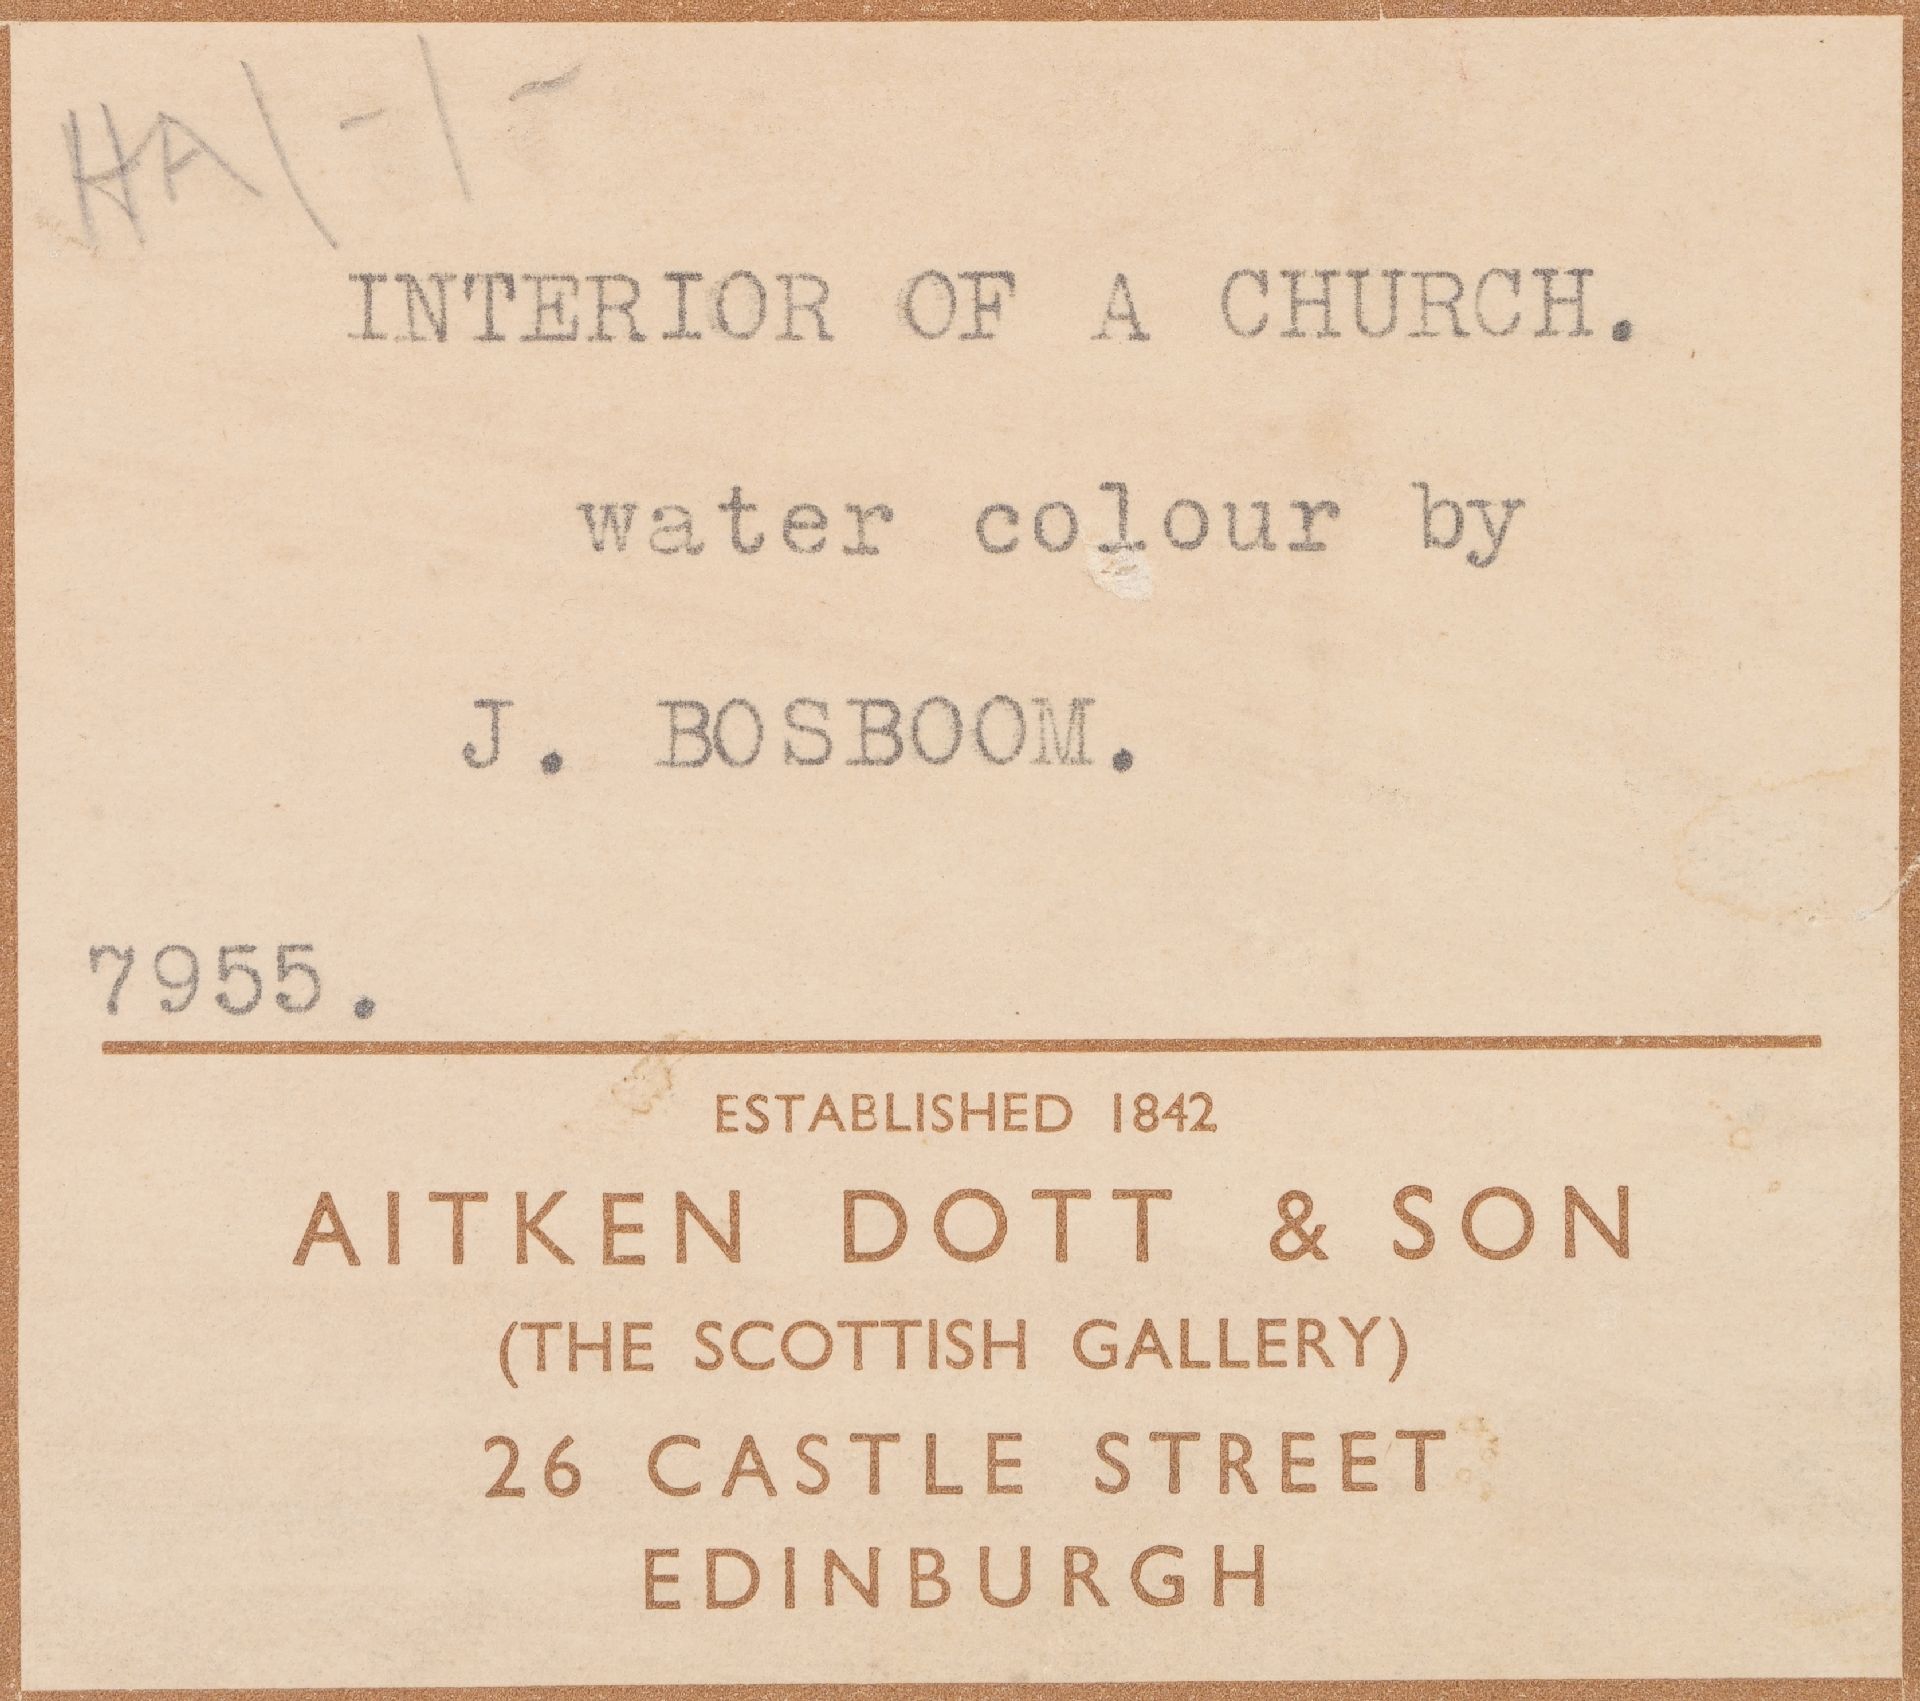 HA\-|-
INTERIOR OF A CHURCH.
water colour by
J. BOSBOOM.
7955.
ESTABLISHED 1842
AITKEN DOTT & SON
(THE SCOTTISH GALLERY)
26 CASTLE STREET
EDINBURGH